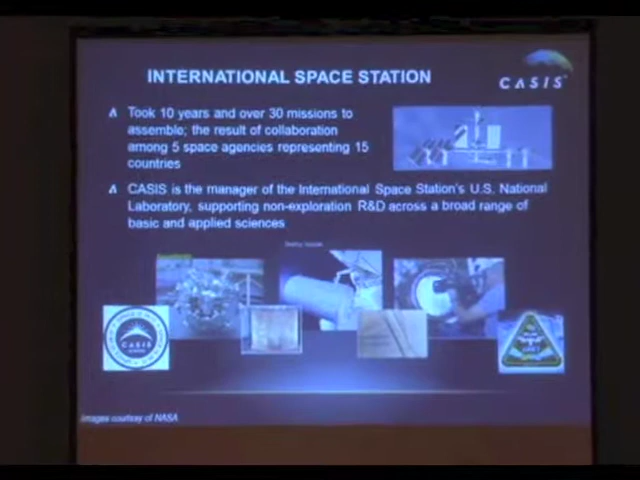 INTERNATIONAL SPACE STATION
CASIS
Took 10 years and over 30 missions to
assemble; the result of collaboration
among 5 space agencies representing 15
countries
CASIS is the manager of the International Space Station's U.S. National
Laboratory, supporting non-exploration R&D across a broad range of
basic and applied sciences
CASIS
Images courtesy of NASA